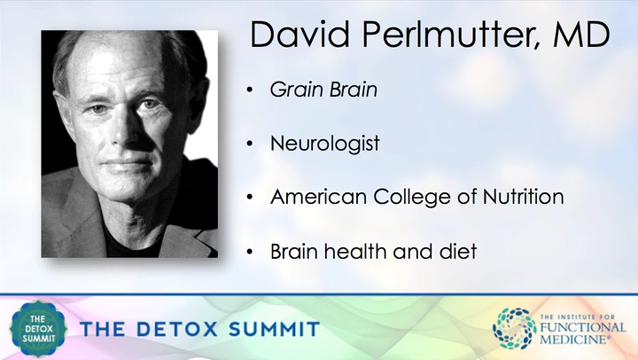 David Perlmutter, MD
• Grain Brain
• Neurologist
• American College of Nutrition
• Brain health and diet
THE
DETOX
SUMMIT
THE DETOX SUMMIT
THE INSTITUTE FOR
FUNCTIONAL
MEDICINE®